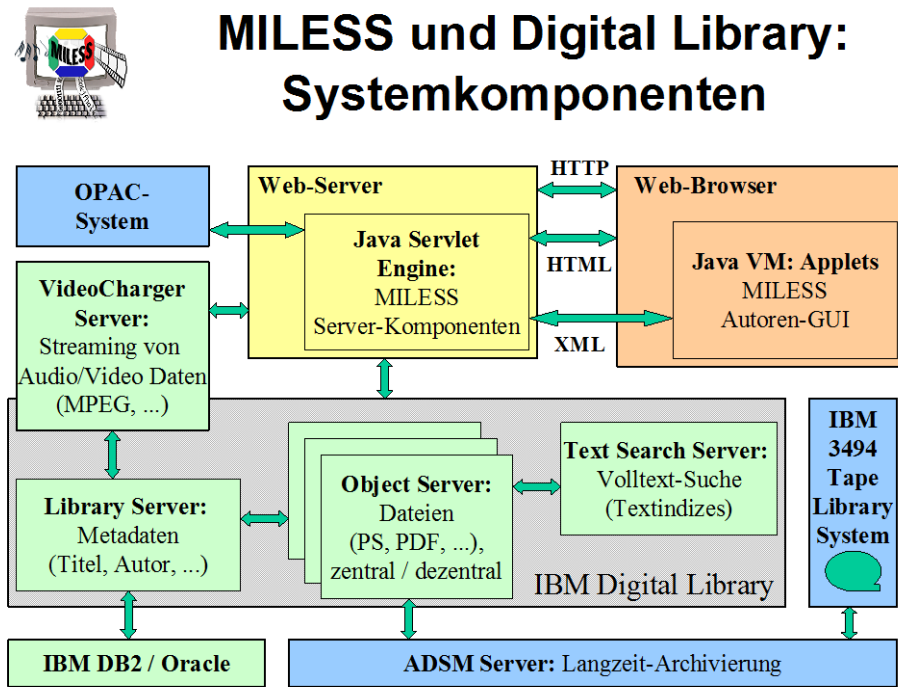 MILESS
MILESS und Digital Library:
Systemkomponenten
OPAC-
System
Web-Server
HTTP
Web-Browser
Java Servlet
Engine:
MILESS
Server-Komponenten
HTML
XML
Java VM: Applets
MILESS
Autoren-GUI
VideoCharger
Server:
Streaming von
Audio/Video Daten
(MPEG, ...)
Library Server:
Metadaten
(Titel, Autor, ...)
Object Server:
Dateien
(PS, PDF, ...),
zentral / dezentral
Text Search Server:
Volltext-Suche
(Textindizes)
IBM Digital Library
IBM
3494
Tape
Library
System
IBM DB2 / Oracle
ADSM Server: Langzeit-Archivierung